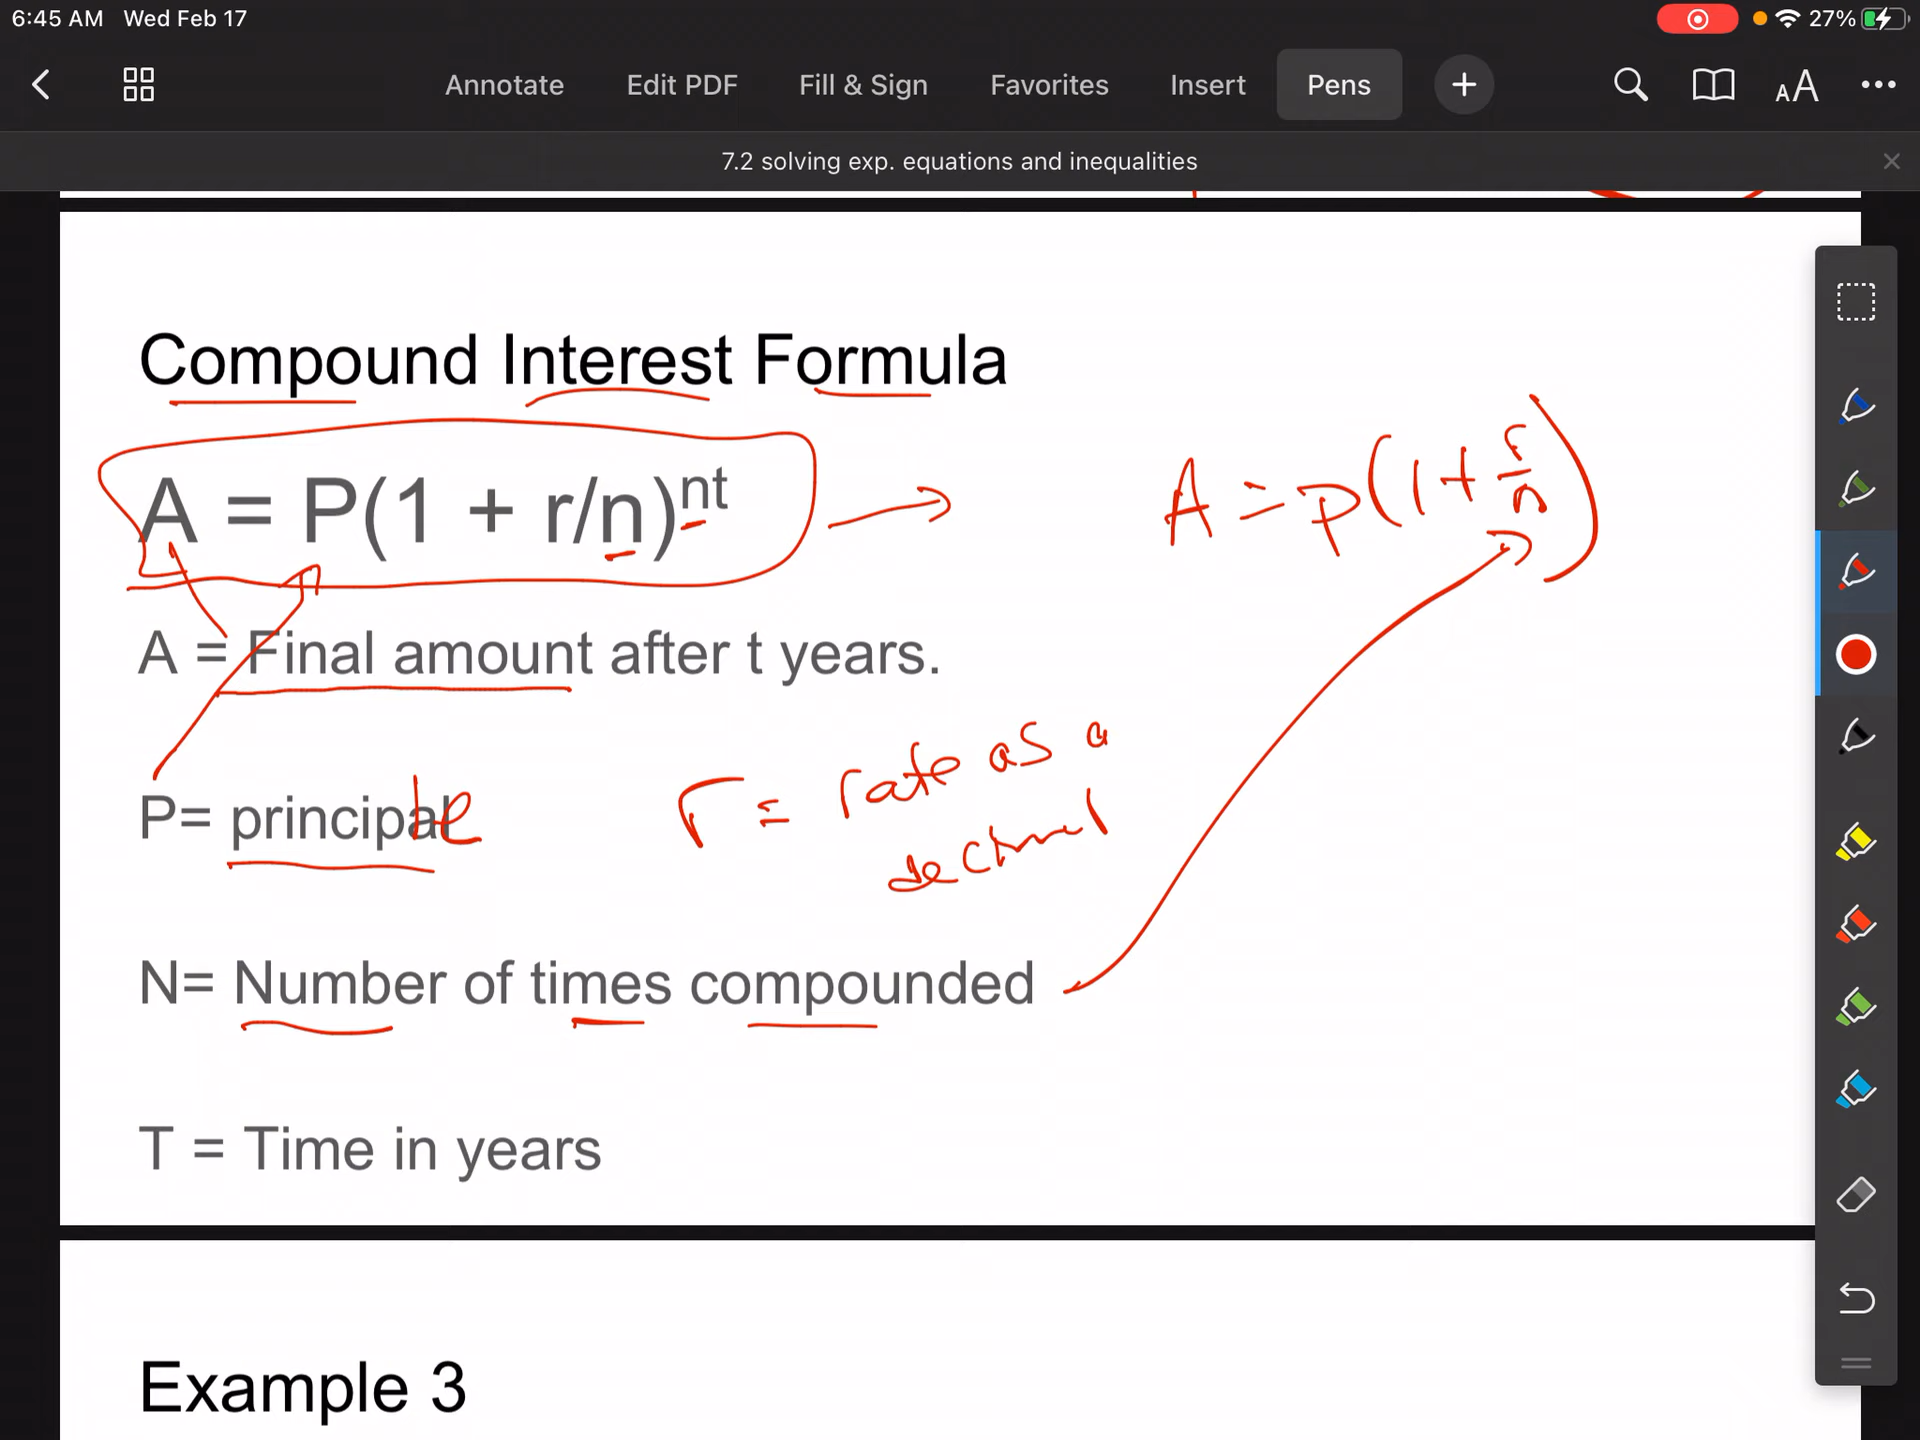 6:45 AM Wed Feb 17 27%
Annotate Edit PDF Fill & Sign Favorites Insert Pens + AA
7.2 solving exp. equations and inequalities
Compound Interest Formula
A = P(1 + r/n)^nt
A = p(1 + r/n)
A = Final amount after t years.
P= principal
le
r = rate as a
decimal
N= Number of times compounded
T = Time in years
Example 3